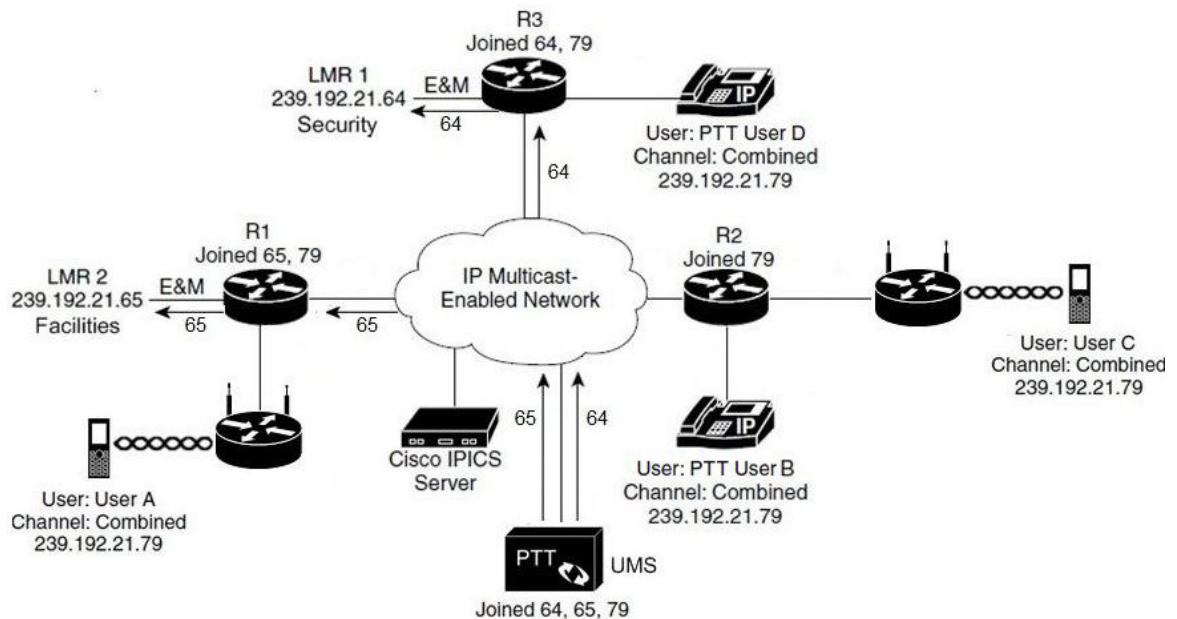 R3
Joined 64, 79
LMR 1
239.192.21.64
Security
E&M
64
IP
User: PTT User D
Channel: Combined
239.192.21.79
64
R1
Joined 65, 79
LMR 2
239.192.21.65
Facilities
E&M
65
65
IP Multicast-
Enabled Network
R2
Joined 79
User: User C
Channel: Combined
239.192.21.79
65
64
IP
User: PTT User B
Channel: Combined
239.192.21.79
Cisco IPICS
Server
User: User A
Channel: Combined
239.192.21.79
PTT
UMS
Joined 64, 65, 79